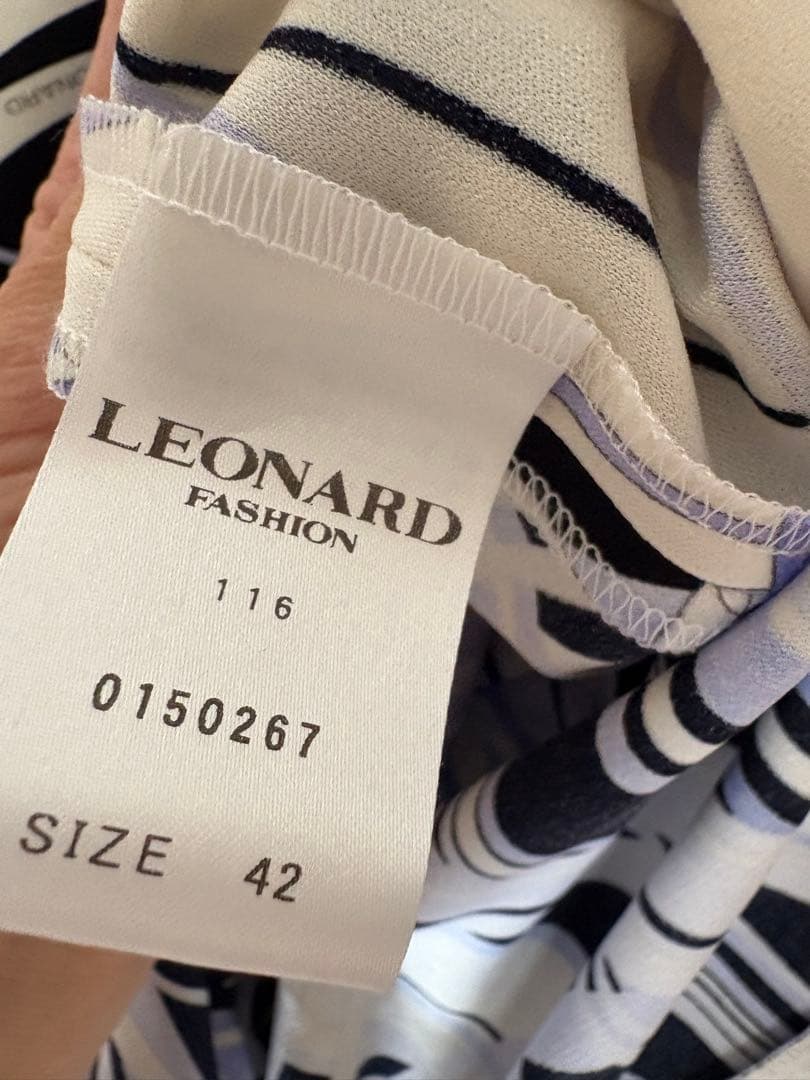 LEONARD
FASHION
116
0150267
SIZE 42